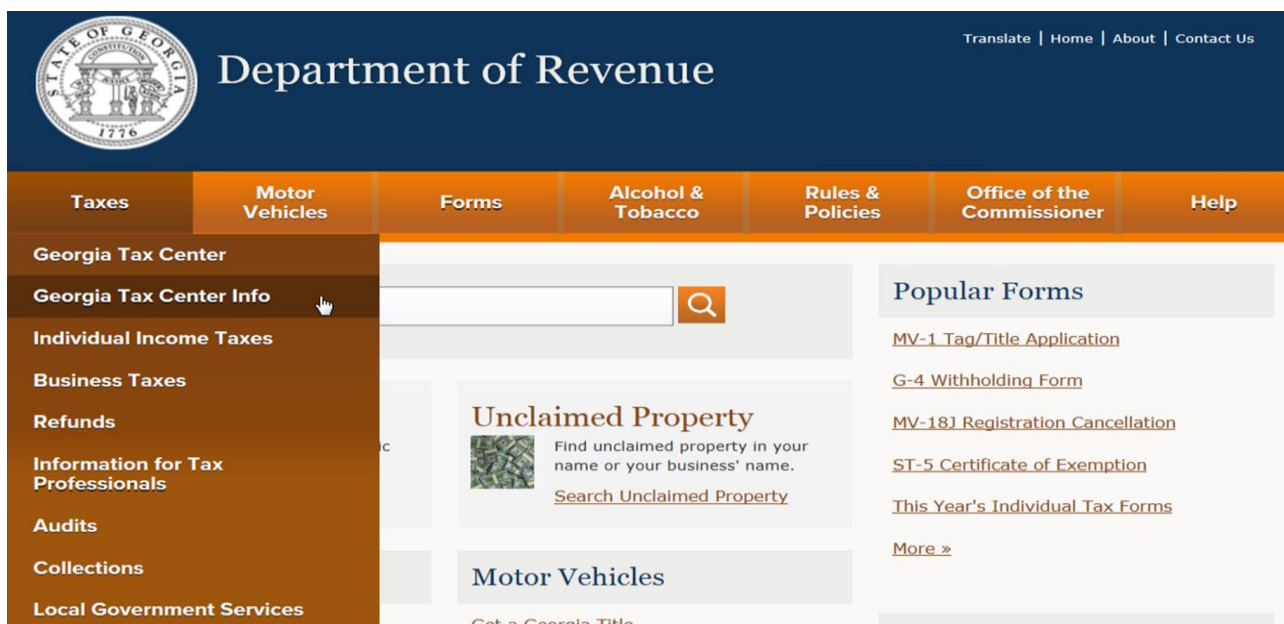 STATE OF GEORGIA
CONSTITUTION
1776
Department of Revenue
Translate | Home | About | Contact Us
Taxes
Motor
Vehicles
Forms
Alcohol &
Tobacco
Rules &
Policies
Office of the
Commissioner
Help
Georgia Tax Center
Georgia Tax Center Info
Individual Income Taxes
Business Taxes
Refunds
Information for Tax
Professionals
Audits
Collections
Local Government Services
ic
Unclaimed Property
Find unclaimed property in your
name or your business' name.
Search Unclaimed Property
Motor Vehicles
Get a Georgia Title
Popular Forms
MV-1 Tag/Title Application
G-4 Withholding Form
MV-18J Registration Cancellation
ST-5 Certificate of Exemption
This Year's Individual Tax Forms
More »